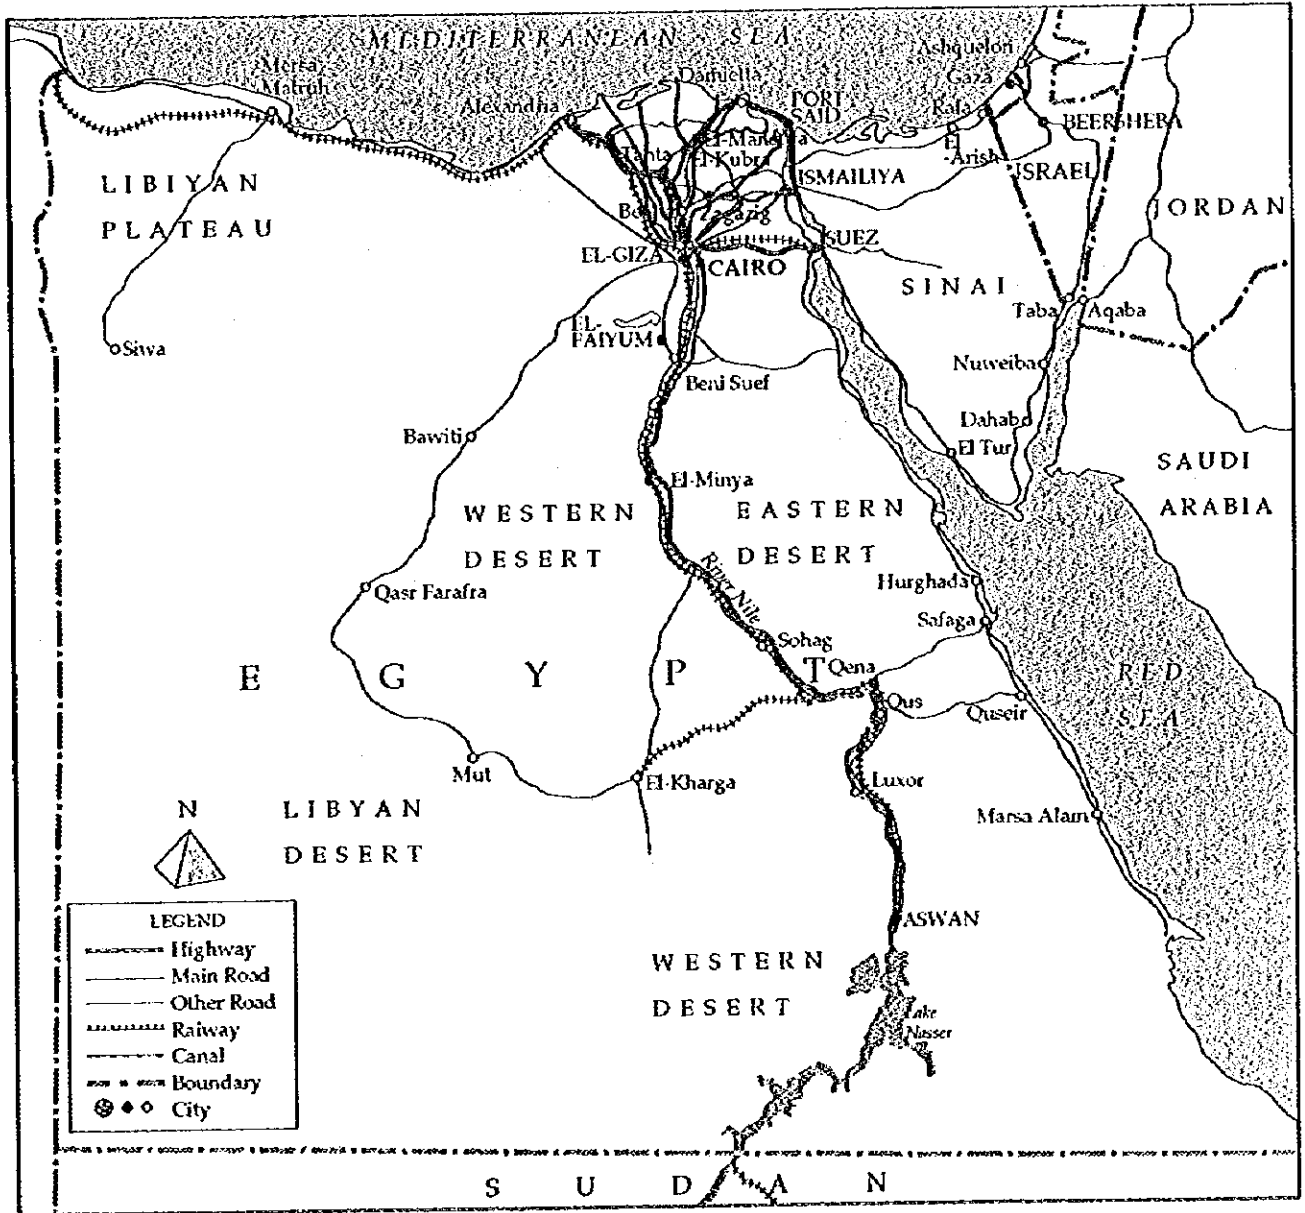 MEDITERRANEAN SEA
Ashquelon
Mersa
Matruh
Damietta
Gaza
Alexandria
PORT
SAID
Rafa
BEERSHEBA
El-Mansura
El
-Arish
Tanta
El-Kubra
ISRAEL
LIBIYAN
PLATEAU
ISMAILIYA
JORDAN
Zagazig
SUEZ
EL-GIZA
CAIRO
SINAI
Taba
Aqaba
EL-
FAIYUM
Siwa
Nuweiba
Beni Suef
Dahab
Bawiti
El Tur
SAUDI
ARABIA
El-Minya
WESTERN
DESERT
EASTERN
DESERT
River Nile
Hurghada
Qasr Farafra
Safaga
Sohag
EGYPT
Qena
RED
SEA
Qus
Quseir
Mut
El-Kharga
Luxor
N
LIBYAN
DESERT
Marsa Alam
ASWAN
LEGEND
Highway
Main Road
Other Road
Raiway
Canal
Boundary
City
WESTERN
DESERT
Lake
Nasser
SUDAN